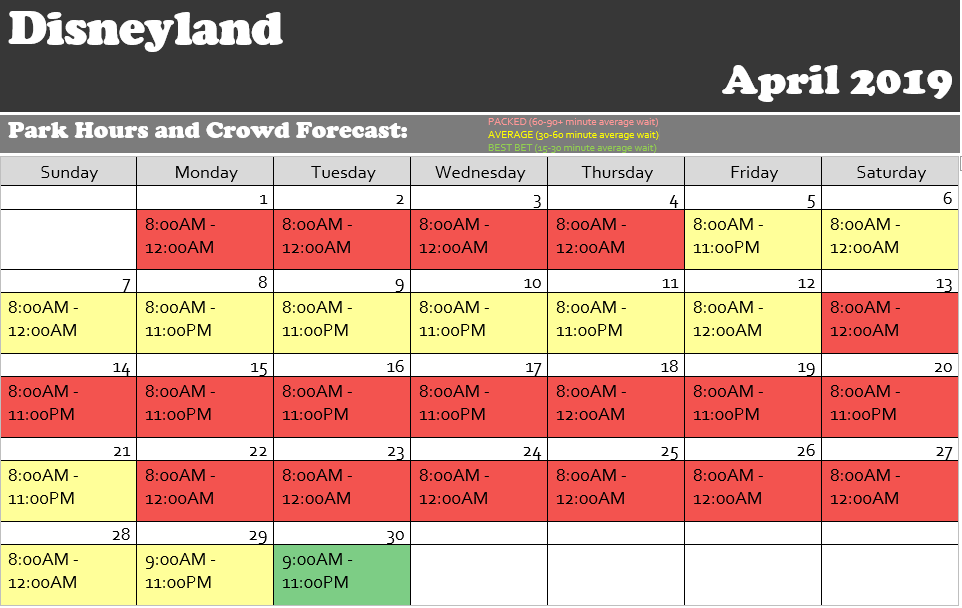 Disneyland
April 2019
Park Hours and Crowd Forecast:
PACKED (60-90+ minute average wait)
AVERAGE (30-60 minute average wait)
BEST BET (15-30 minute average wait)
Sunday Monday Tuesday Wednesday Thursday Friday Saturday
1 2 3 4 5 6
8:00AM - 8:00AM - 8:00AM - 8:00AM - 8:00AM - 8:00AM -
12:00AM 12:00AM 12:00AM 12:00AM 11:00PM 12:00AM
7 8 9 10 11 12 13
8:00AM - 8:00AM - 8:00AM - 8:00AM - 8:00AM - 8:00AM - 8:00AM -
12:00AM 11:00PM 11:00PM 11:00PM 11:00PM 12:00AM 12:00AM
14 15 16 17 18 19 20
8:00AM - 8:00AM - 8:00AM - 8:00AM - 8:00AM - 8:00AM - 8:00AM -
11:00PM 11:00PM 11:00PM 11:00PM 12:00AM 11:00PM 11:00PM
21 22 23 24 25 26 27
8:00AM - 8:00AM - 8:00AM - 8:00AM - 8:00AM - 8:00AM - 8:00AM -
11:00PM 12:00AM 12:00AM 12:00AM 12:00AM 12:00AM 12:00AM
28 29 30
8:00AM - 9:00AM - 9:00AM -
12:00AM 11:00PM 11:00PM